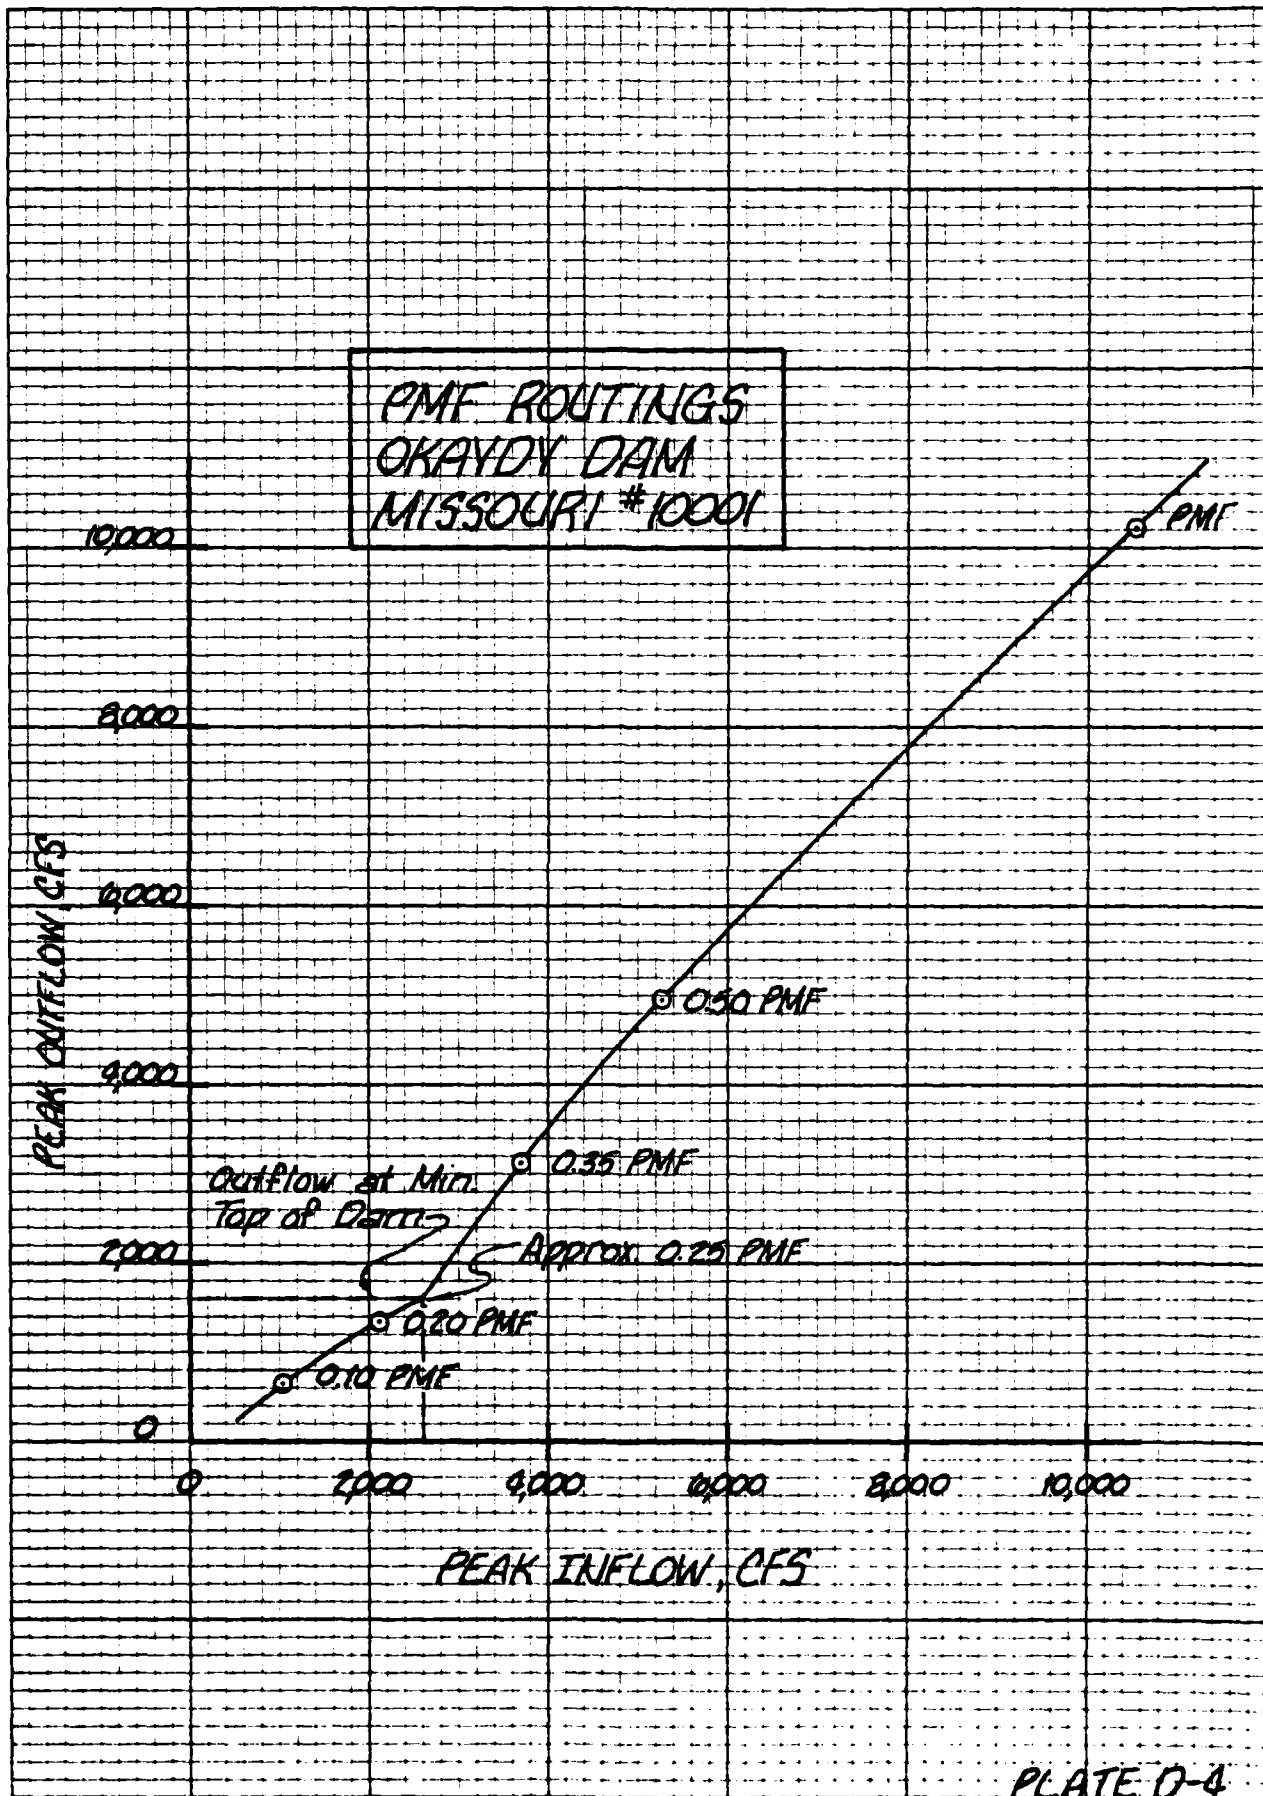 PMF ROUTINGS
OKAYDY DAM
MISSOURI #10001
PMF
10,000
8,000
6,000
4,000
2,000
0
PEAK OUTFLOW, CFS
0.50 PMF
0.35 PMF
Outflow at Min.
Top of Dam
Approx. 0.25 PMF
0.20 PMF
0.10 PMF
0
2,000
4,000
6,000
8,000
10,000
PEAK INFLOW, CFS
PLATE D-4